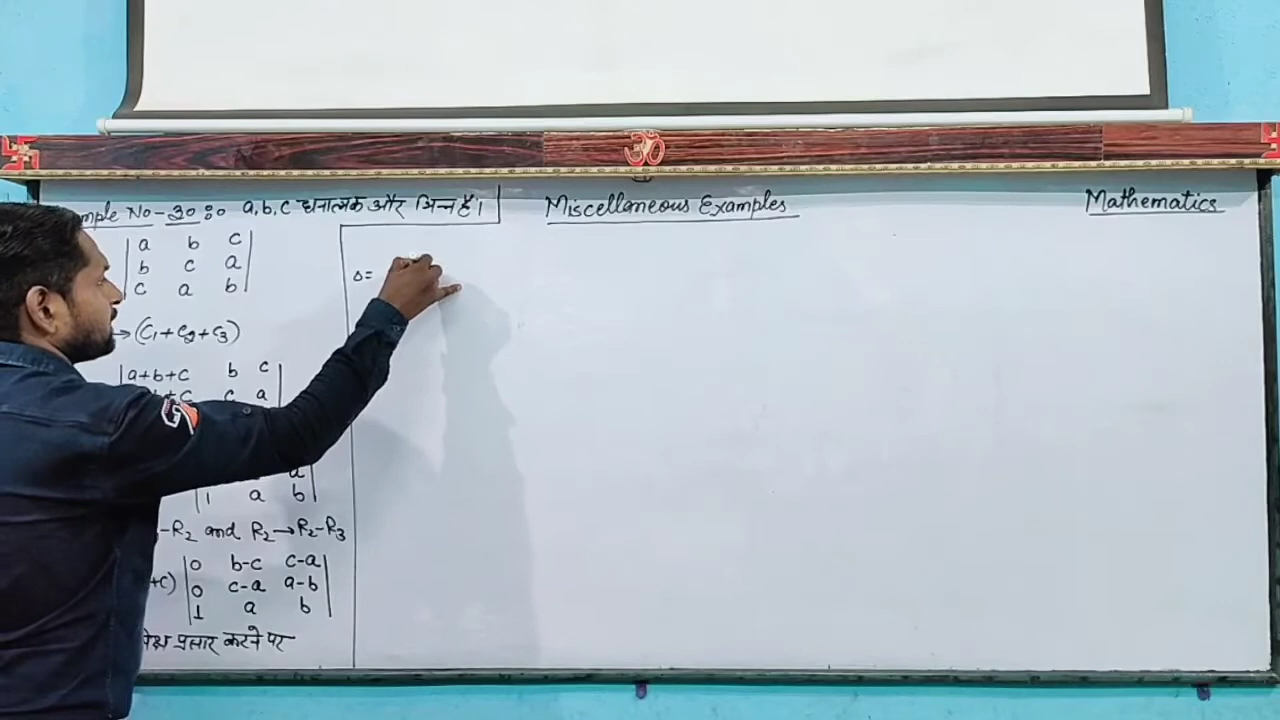 mple No-30:- a,b,c धनात्मक और भिन्न हैं।
Miscellaneous Examples
Mathematics
ॐ
a b c
b c a
c a b
→(C1+C2+C3)
a+b+c b c
+c c a
a
1 a b
-R2 and R2→R2-R3
0 b-c c-a
+c) 0 c-a a-b
1 a b
प्रसार करने पर
Δ=